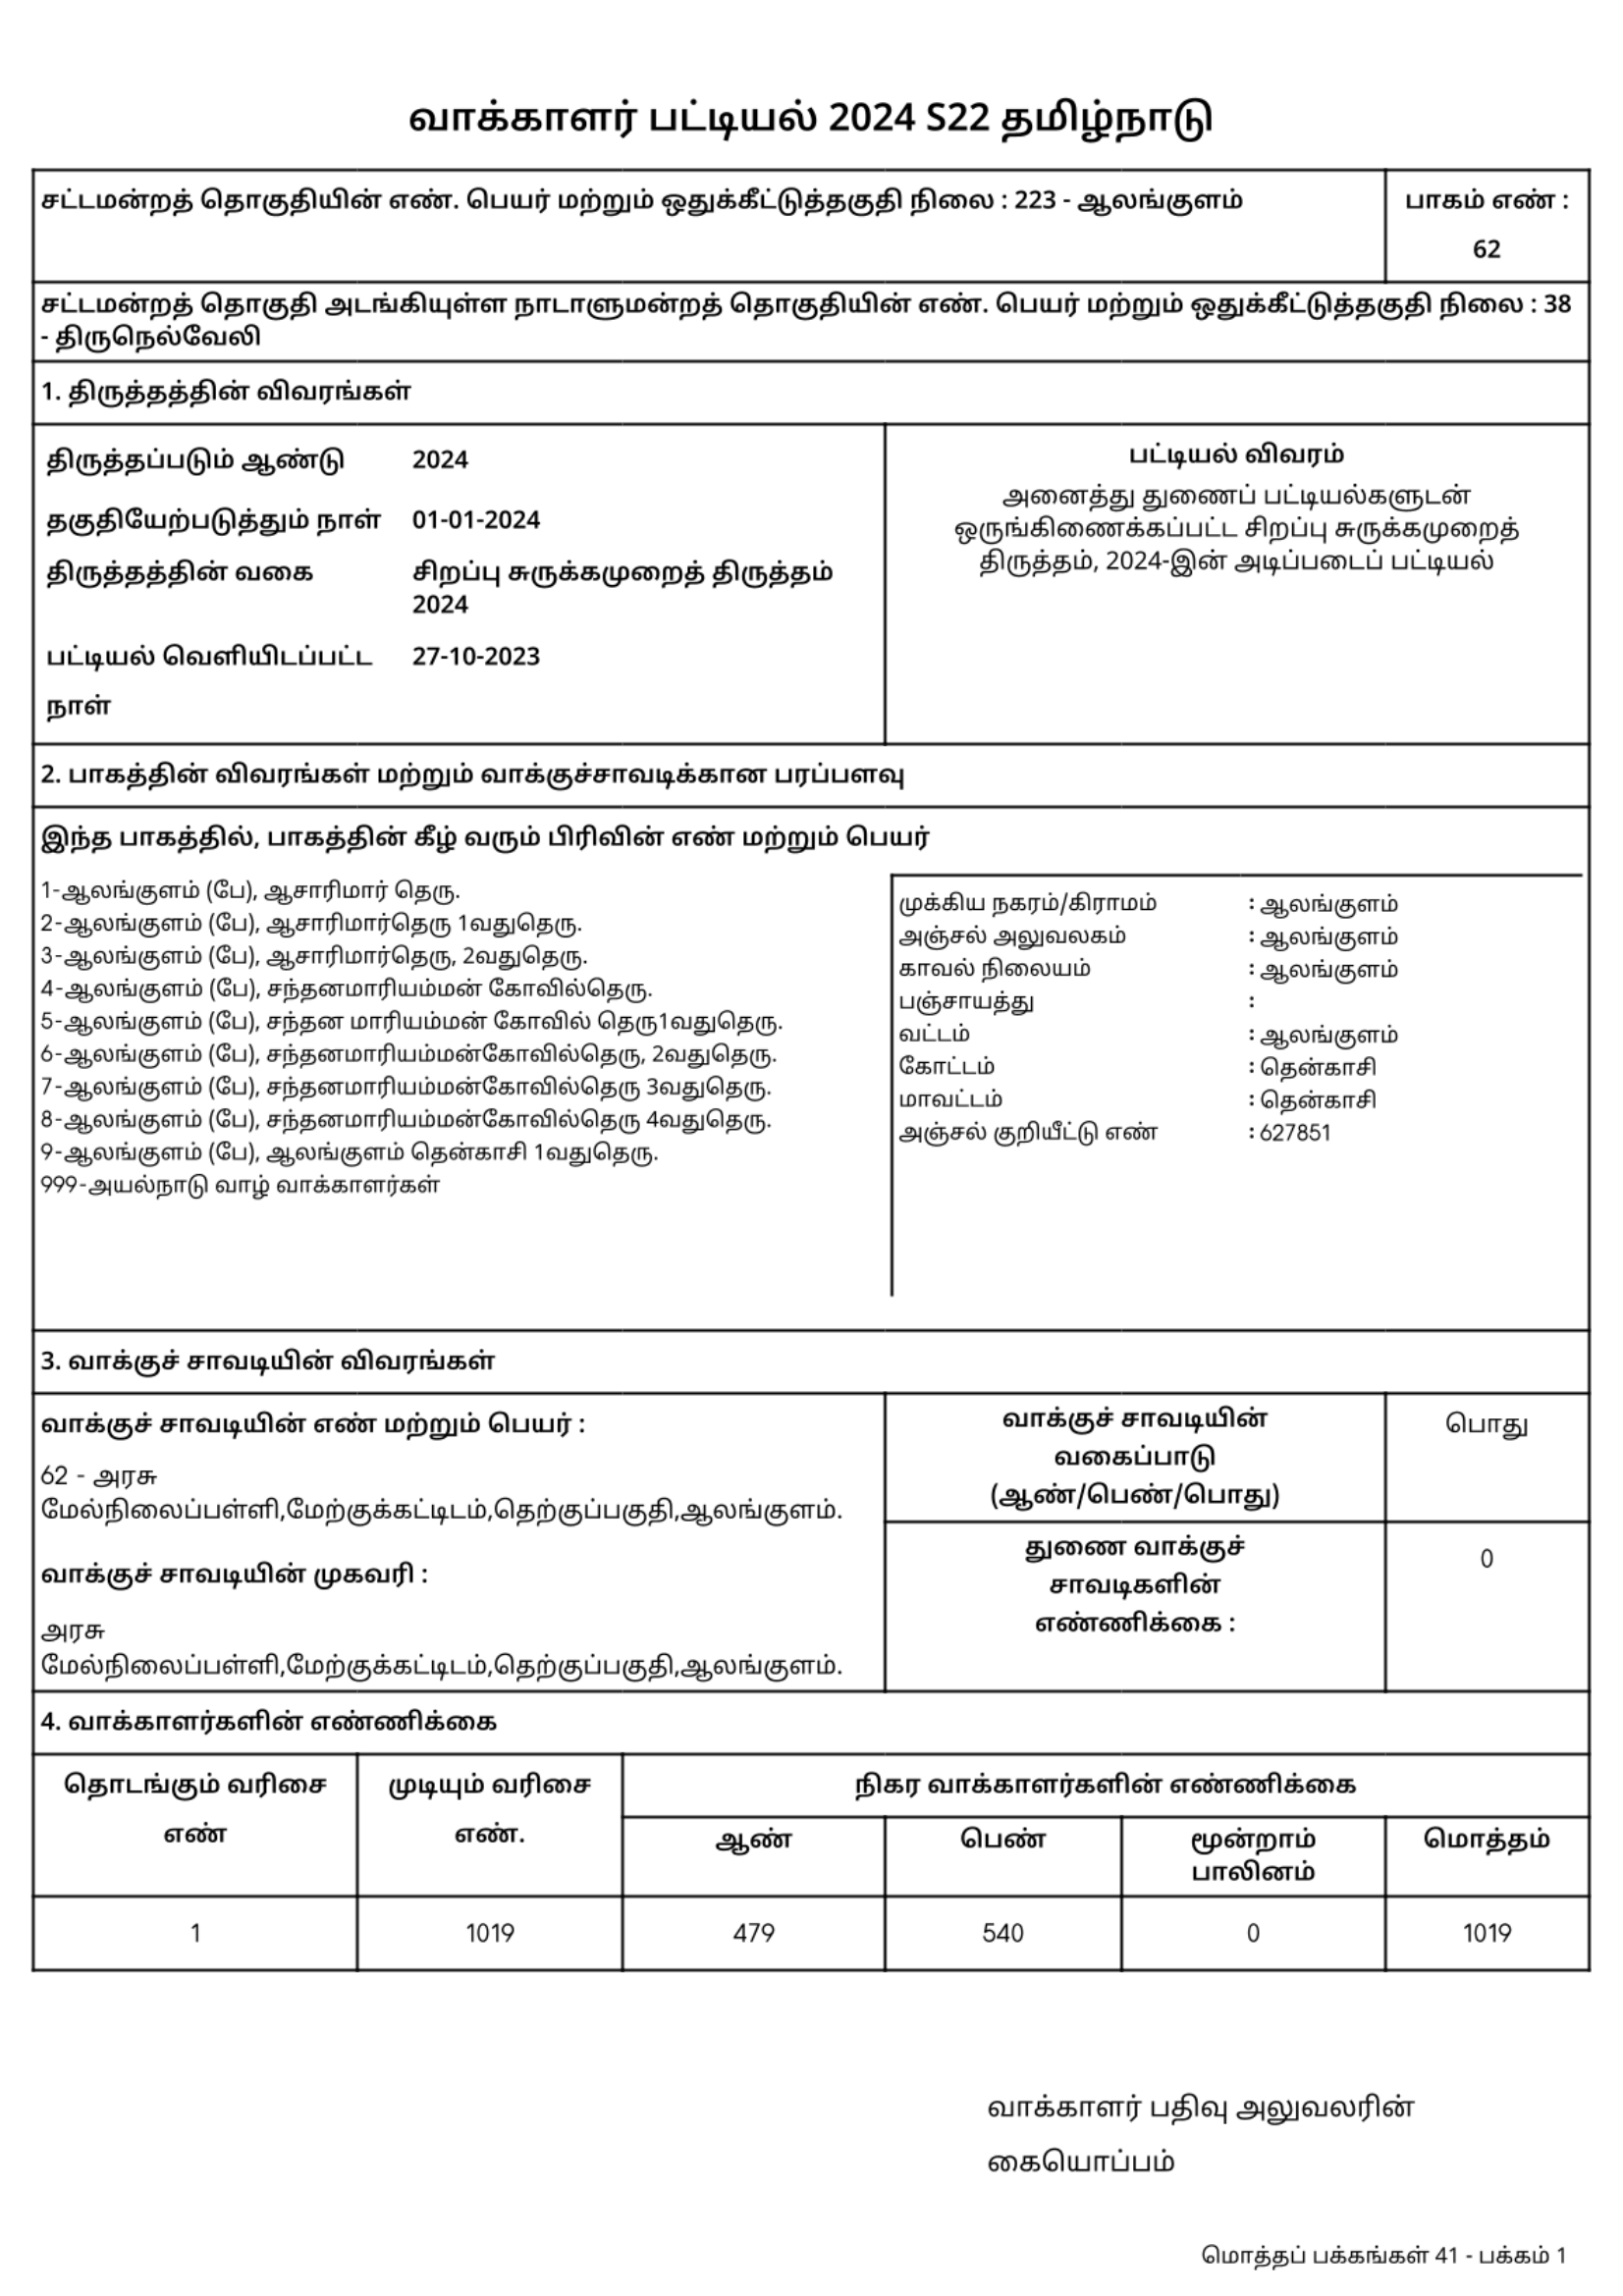 வாக்காளர் பட்டியல் 2024 S22 தமிழ்நாடு
சட்டமன்றத் தொகுதியின் எண். பெயர் மற்றும் ஒதுக்கீட்டுத்தகுதி நிலை : 223 - ஆலங்குளம்
பாகம் எண் :
62
சட்டமன்றத் தொகுதி அடங்கியுள்ள நாடாளுமன்றத் தொகுதியின் எண். பெயர் மற்றும் ஒதுக்கீட்டுத்தகுதி நிலை : 38
- திருநெல்வேலி
1. திருத்தத்தின் விவரங்கள்
திருத்தப்படும் ஆண்டு 2024
தகுதியேற்படுத்தும் நாள் 01-01-2024
திருத்தத்தின் வகை சிறப்பு சுருக்கமுறைத் திருத்தம்
2024
பட்டியல் வெளியிடப்பட்ட 27-10-2023
நாள்
பட்டியல் விவரம்
அனைத்து துணைப் பட்டியல்களுடன்
ஒருங்கிணைக்கப்பட்ட சிறப்பு சுருக்கமுறைத்
திருத்தம், 2024-இன் அடிப்படைப் பட்டியல்
2. பாகத்தின் விவரங்கள் மற்றும் வாக்குச்சாவடிக்கான பரப்பளவு
இந்த பாகத்தில், பாகத்தின் கீழ் வரும் பிரிவின் எண் மற்றும் பெயர்
1-ஆலங்குளம் (பே), ஆசாரிமார் தெரு.
2-ஆலங்குளம் (பே), ஆசாரிமார்தெரு 1வதுதெரு.
3-ஆலங்குளம் (பே), ஆசாரிமார்தெரு, 2வதுதெரு.
4-ஆலங்குளம் (பே), சந்தனமாரியம்மன் கோவில்தெரு.
5-ஆலங்குளம் (பே), சந்தன மாரியம்மன் கோவில் தெரு1வதுதெரு.
6-ஆலங்குளம் (பே), சந்தனமாரியம்மன்கோவில்தெரு, 2வதுதெரு.
7-ஆலங்குளம் (பே), சந்தனமாரியம்மன்கோவில்தெரு 3வதுதெரு.
8-ஆலங்குளம் (பே), சந்தனமாரியம்மன்கோவில்தெரு 4வதுதெரு.
9-ஆலங்குளம் (பே), ஆலங்குளம் தென்காசி 1வதுதெரு.
999-அயல்நாடு வாழ் வாக்காளர்கள்
முக்கிய நகரம்/கிராமம் : ஆலங்குளம்
அஞ்சல் அலுவலகம் : ஆலங்குளம்
காவல் நிலையம் : ஆலங்குளம்
பஞ்சாயத்து :
வட்டம் : ஆலங்குளம்
கோட்டம் : தென்காசி
மாவட்டம் : தென்காசி
அஞ்சல் குறியீட்டு எண் : 627851
3. வாக்குச் சாவடியின் விவரங்கள்
வாக்குச் சாவடியின் எண் மற்றும் பெயர் :
62 - அரசு
மேல்நிலைப்பள்ளி,மேற்குக்கட்டிடம்,தெற்குப்பகுதி,ஆலங்குளம்.
வாக்குச் சாவடியின் முகவரி :
அரசு
மேல்நிலைப்பள்ளி,மேற்குக்கட்டிடம்,தெற்குப்பகுதி,ஆலங்குளம்.
வாக்குச் சாவடியின்
வகைப்பாடு
(ஆண்/பெண்/பொது)
பொது
துணை வாக்குச்
சாவடிகளின்
எண்ணிக்கை :
0
4. வாக்காளர்களின் எண்ணிக்கை
தொடங்கும் வரிசை
எண்
முடியும் வரிசை
எண்.
நிகர வாக்காளர்களின் எண்ணிக்கை
ஆண் பெண் மூன்றாம் மொத்தம்
பாலினம்
1 1019 479 540 0 1019
வாக்காளர் பதிவு அலுவலரின்
கையொப்பம்
மொத்தப் பக்கங்கள் 41 - பக்கம் 1